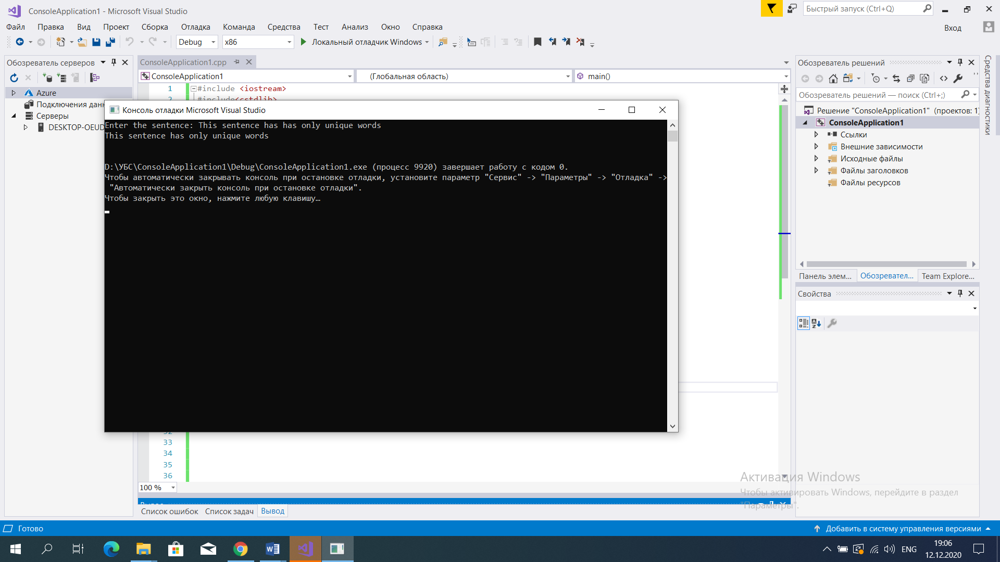 ConsoleApplication1 - Microsoft Visual Studio
Быстрый запуск (Ctrl+Q)
Файл Правка Вид Проект Сборка Отладка Команда Средства Тест Анализ Окно Справка
Вход
Debug x86 Локальный отладчик Windows
Обозреватель серверов
Azure
Подключения данн
Серверы
DESKTOP-OEUD
ConsoleApplication1.cpp
ConsoleApplication1 (Глобальная область) main()
1 #include <iostream>
2 #include<cstdlib>
Консоль отладки Microsoft Visual Studio
Enter the sentence: This sentence has has only unique words
This sentence has only unique words
D:\УБС\ConsoleApplication1\Debug\ConsoleApplication1.exe (процесс 9920) завершает работу с кодом 0.
Чтобы автоматически закрывать консоль при остановке отладки, установите параметр "Сервис" -> "Параметры" -> "Отладка" ->
"Автоматически закрыть консоль при остановке отладки".
Чтобы закрыть это окно, нажмите любую клавишу…
32
33
34
35
36
100 %
Вывод
Список ошибок Список задач Вывод
Обозреватель решений
Обозреватель решений — поиск (Ctrl+;)
Решение "ConsoleApplication1" (проектов: 1)
ConsoleApplication1
Ссылки
Внешние зависимости
Исходные файлы
Файлы заголовков
Файлы ресурсов
Панель элем... Обозревател... Team Explore...
Свойства
Средства диагностики
Активация Windows
Чтобы активировать Windows, перейдите в раздел
"Параметры".
Готово
Добавить в систему управления версиями
ENG
19:06
12.12.2020